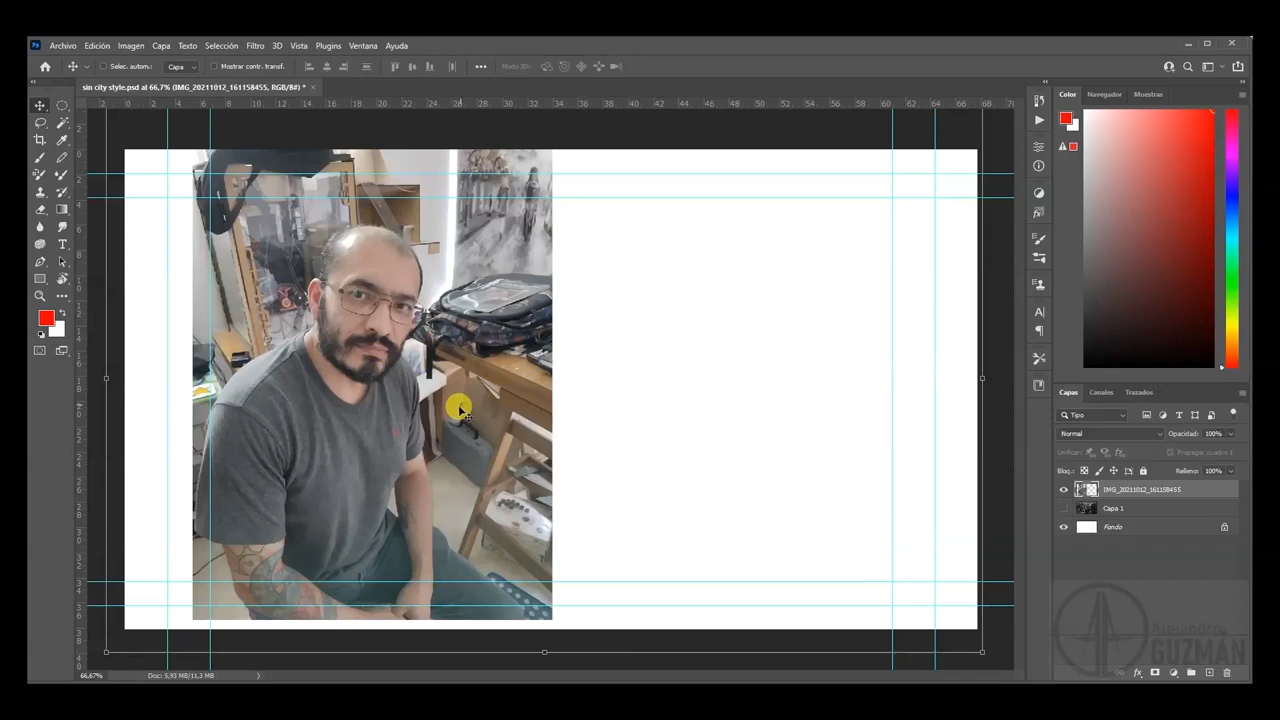 Ps Archivo Edición Imagen Capa Texto Selección Filtro 3D Vista Plugins Ventana Ayuda
Selec. autom.: Capa Mostrar contr. transf. Modo 3D:
sin city style.psd al 66,7% (IMG_20211012_161158455, RGB/8#) *
Color Navegador Muestras
Capas Canales Trazados
Tipo
Normal Opacidad: 100%
Unificar: Propagar cuadro 1
Bloq.: Relleno: 100%
IMG_20211012_161158455
Capa 1
Fondo
Alejandro
GUZMAN
66,67% Doc: 5,93 MB/11,3 MB